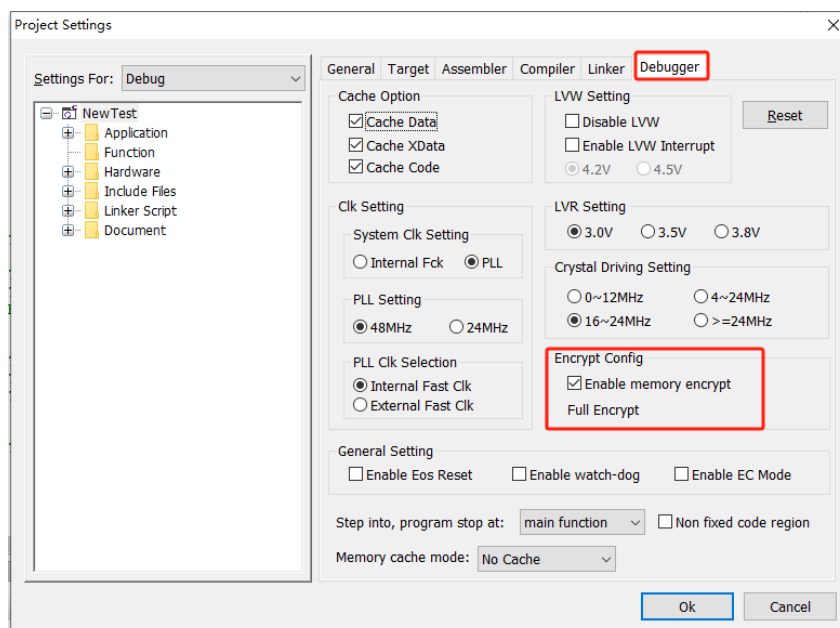 Project Settings
Settings For: Debug
NewTest
Application
Function
Hardware
Include Files
Linker Script
Document
General Target Assembler Compiler Linker Debugger
Cache Option
Cache Data
Cache XData
Cache Code
LVW Setting
Disable LVW
Enable LVW Interrupt
4.2V 4.5V
Reset
Clk Setting
System Clk Setting
Internal Fck PLL
PLL Setting
48MHz 24MHz
PLL Clk Selection
Internal Fast Clk
External Fast Clk
LVR Setting
3.0V 3.5V 3.8V
Crystal Driving Setting
0~12MHz 4~24MHz
16~24MHz >=24MHz
Encrypt Config
Enable memory encrypt
Full Encrypt
General Setting
Enable Eos Reset Enable watch-dog Enable EC Mode
Step into, program stop at: main function Non fixed code region
Memory cache mode: No Cache
Ok Cancel